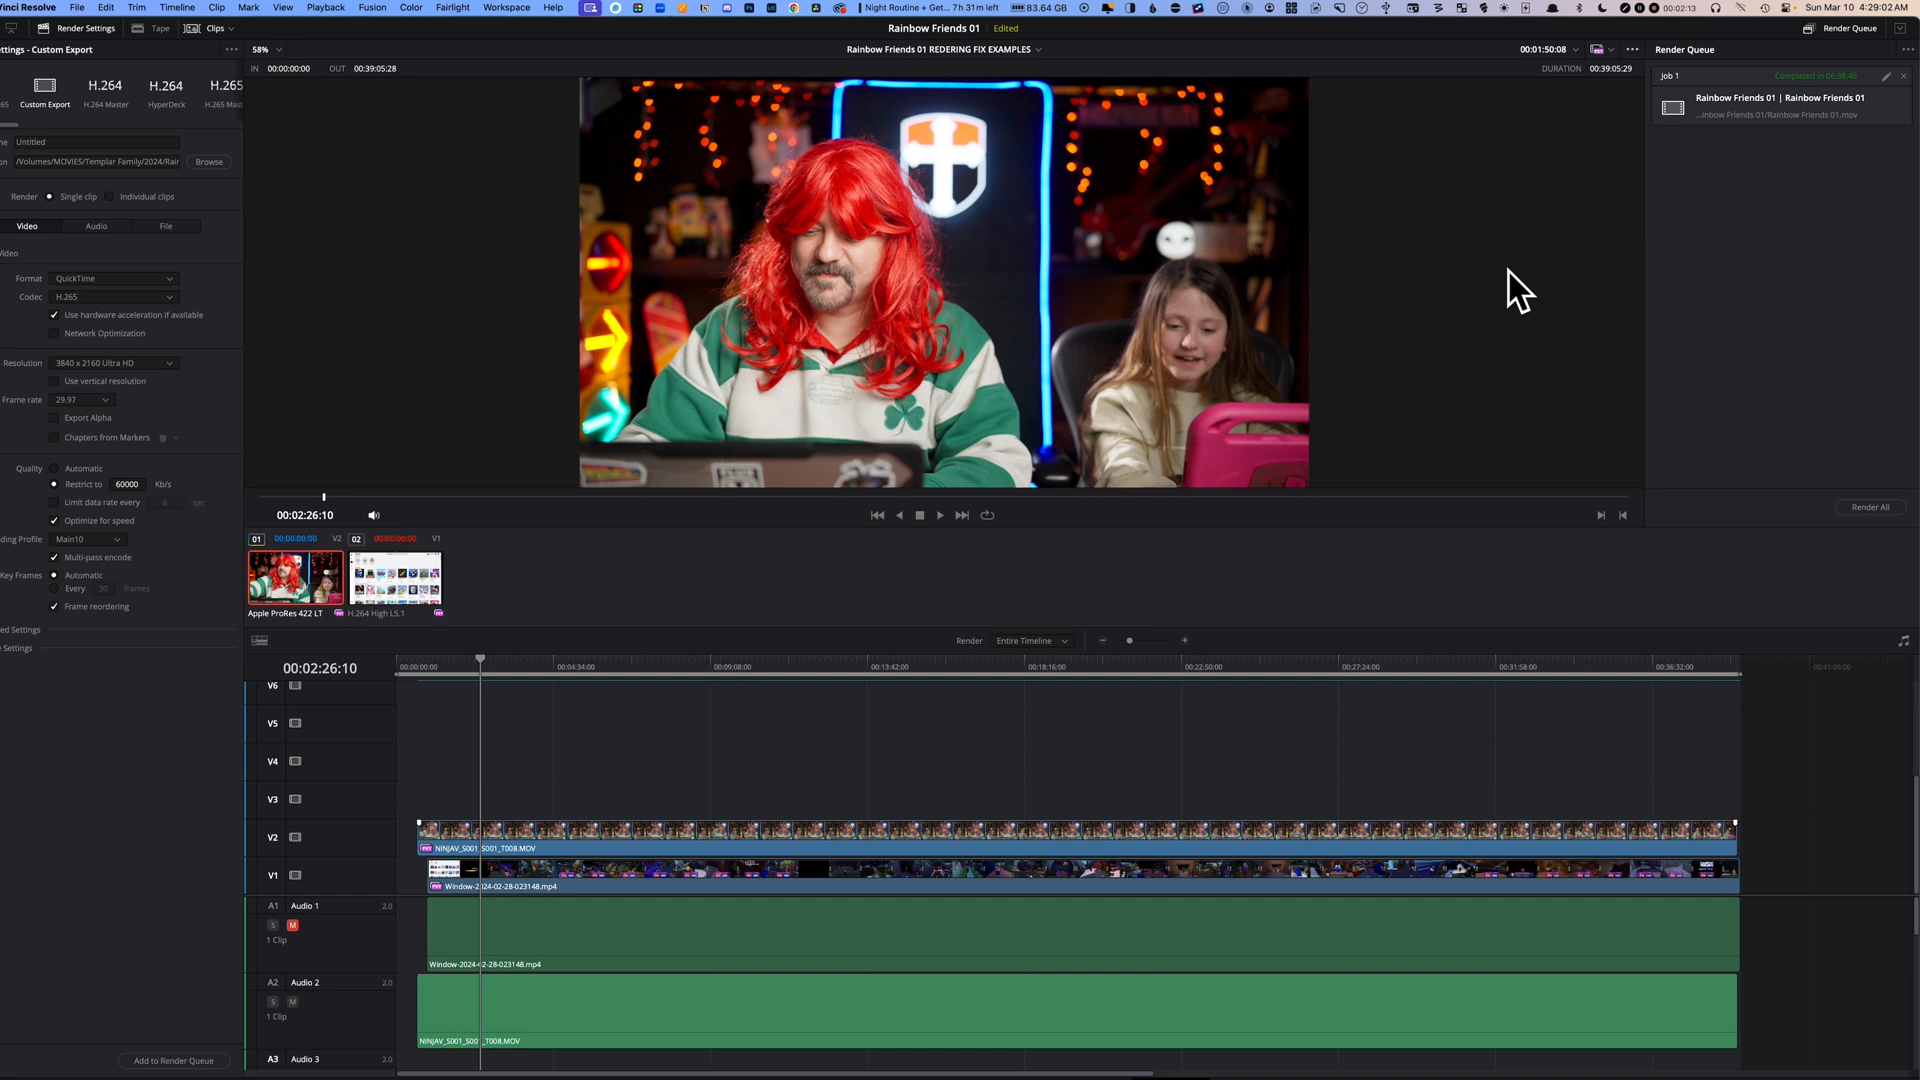 vinci Resolve File Edit Trim Timeline Clip Mark View Playback Fusion Color Fairlight Workspace Help Night Routine + Get... 7 h 31 m left 83.64 GB 00:02:13 Sun Mar 10 4:29:02 AM
Render Settings Tape Clips Rainbow Friends 01 Edited Render Queue
ettings - Custom Export 58% Rainbow Friends 01 REDERING FIX EXAMPLES 00:01:50:08 Render Queue
IN 00:00:00:00 OUT 00:39:05:28 DURATION 00:39:05:29
Job 1 Completed in 06:38:46
H.264 H.264 H.265
65 Custom Export H.264 Master HyperDeck H.265 Mast
Rainbow Friends 01 | Rainbow Friends 01
...inbow Friends 01/Rainbow Friends 01.mov
me Untitled
on /Volumes/MOVIES/Templar Family/2024/Rair Browse
Render Single clip Individual clips
Video Audio File
Video
Format QuickTime
Codec H.265
Use hardware acceleration if available
Network Optimization
Resolution 3840 x 2160 Ultra HD
Use vertical resolution
Frame rate 29.97
Export Alpha
Chapters from Markers
Quality Automatic
Restrict to 60000 Kb/s
Limit data rate every 6 sec
Optimize for speed
ding Profile Main10
Multi-pass encode
Key Frames Automatic
Every 30 frames
Frame reordering
ed Settings
e Settings
Add to Render Queue
00:02:26:10
Render All
01 00:00:00:00 V2 02 00:00:00:00 V1
Apple ProRes 422 LT H.264 High L5.1
Render Entire Timeline
00:02:26:10 00:00:00:00 00:04:34:00 00:09:08:00 00:13:42:00 00:18:16:00 00:22:50:00 00:27:24:00 00:31:58:00 00:36:32:00 00:41:06:00
V6
V5
V4
V3
V2
NINJAV_S001_S001_T008.MOV
V1
Window-2024-02-28-023148.mp4
A1 Audio 1 2.0
S M
1 Clip
Window-2024-02-28-023148.mp4
A2 Audio 2 2.0
S M
1 Clip
NINJAV_S001_S001_T008.MOV
A3 Audio 3 2.0